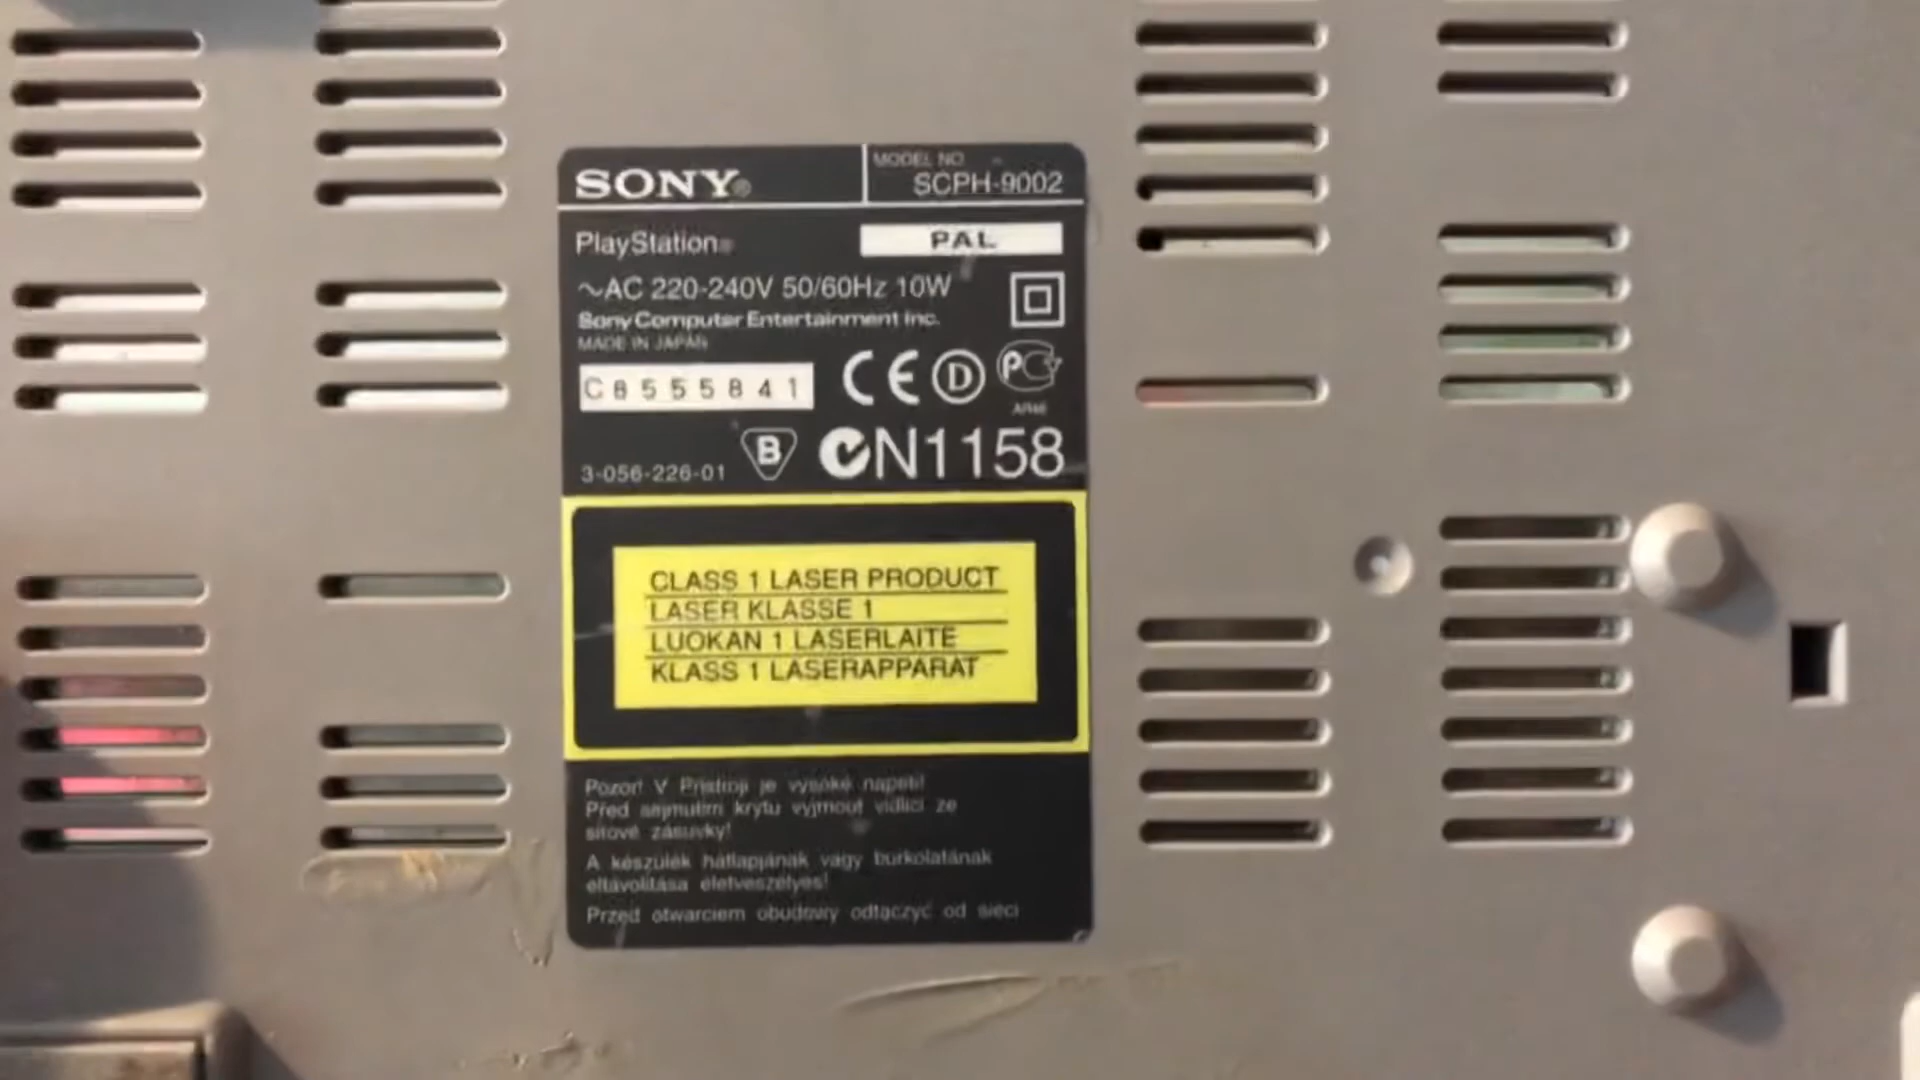 SONY®
MODEL NO.
SCPH-9002
PlayStation®
PAL
~AC 220-240V 50/60Hz 10W
Sony Computer Entertainment Inc.
MADE IN JAPAN
C8555841
CE D PCT
B N1158
3-056-226-01
CLASS 1 LASER PRODUCT
LASER KLASSE 1
LUOKAN 1 LASERLAITE
KLASS 1 LASERAPPARAT
Pozor! V Přístroji je vysoké napětí!
Před sejmutím krytu vyjmout vidlici ze
síťové zásuvky!
A készülék hátlapjának vagy burkolatának
eltávolítása életveszélyes!
Przed otwarciem obudowy odłączyć od sieci